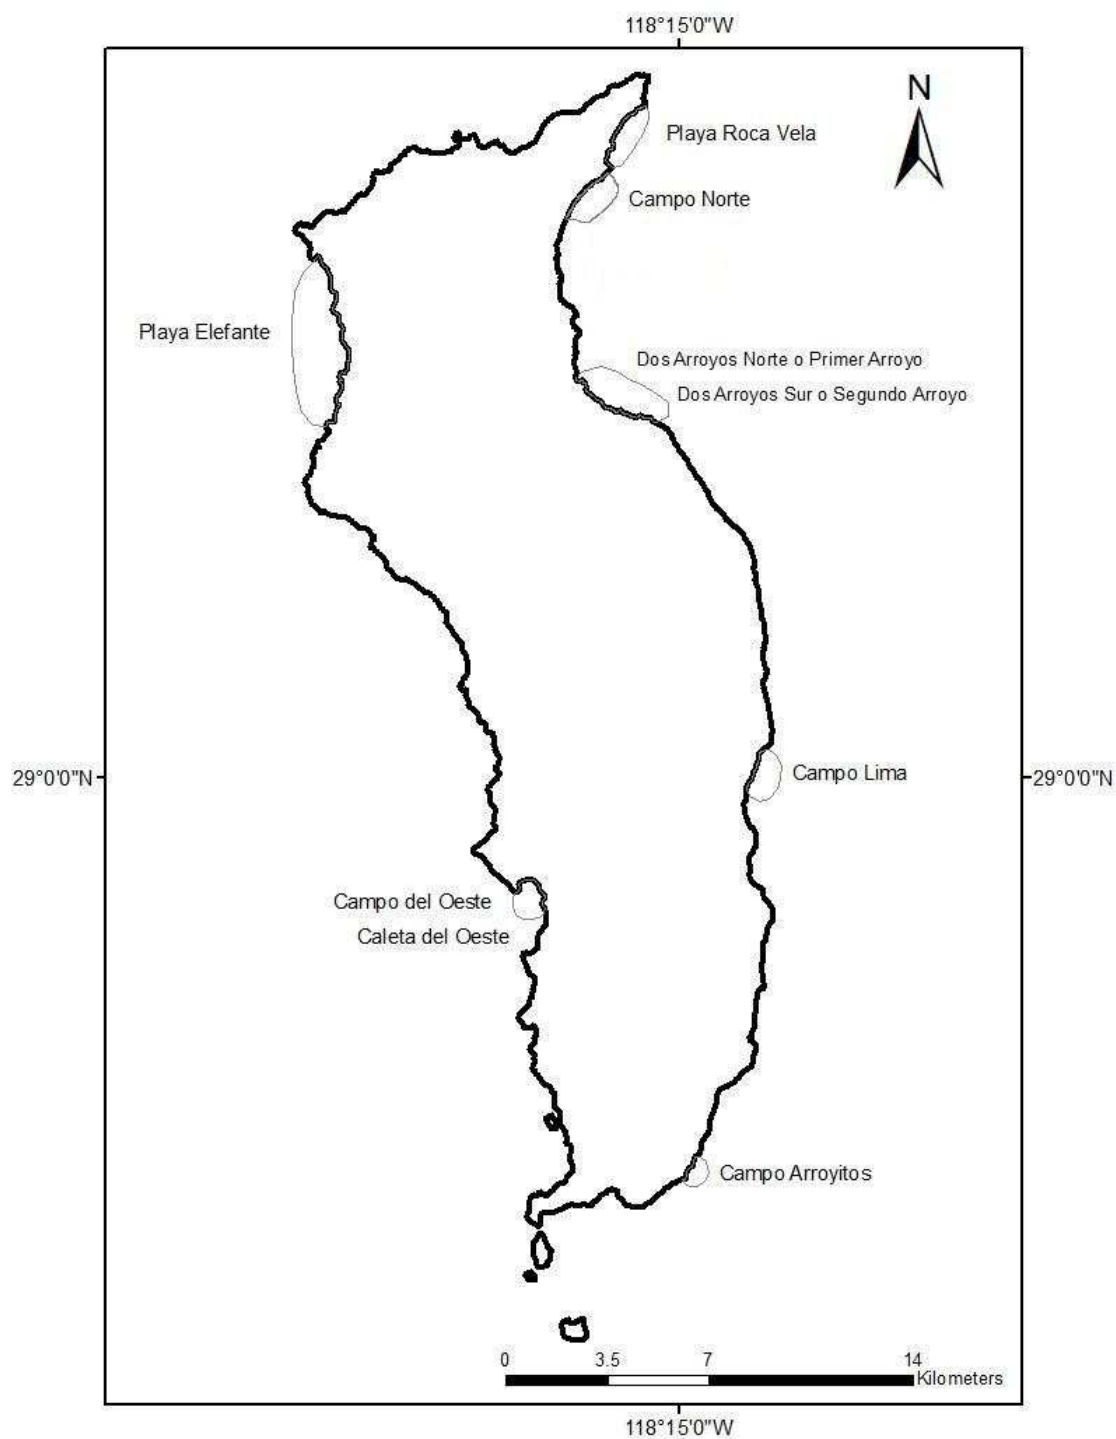 118°15'0"W
N
Playa Roca Vela
Campo Norte
Playa Elefante
Dos Arroyos Norte o Primer Arroyo
Dos Arroyos Sur o Segundo Arroyo
29°0'0"N
Campo Lima
29°0'0"N
Campo del Oeste
Caleta del Oeste
Campo Arroyitos
0 3.5 7 14
Kilometers
118°15'0"W